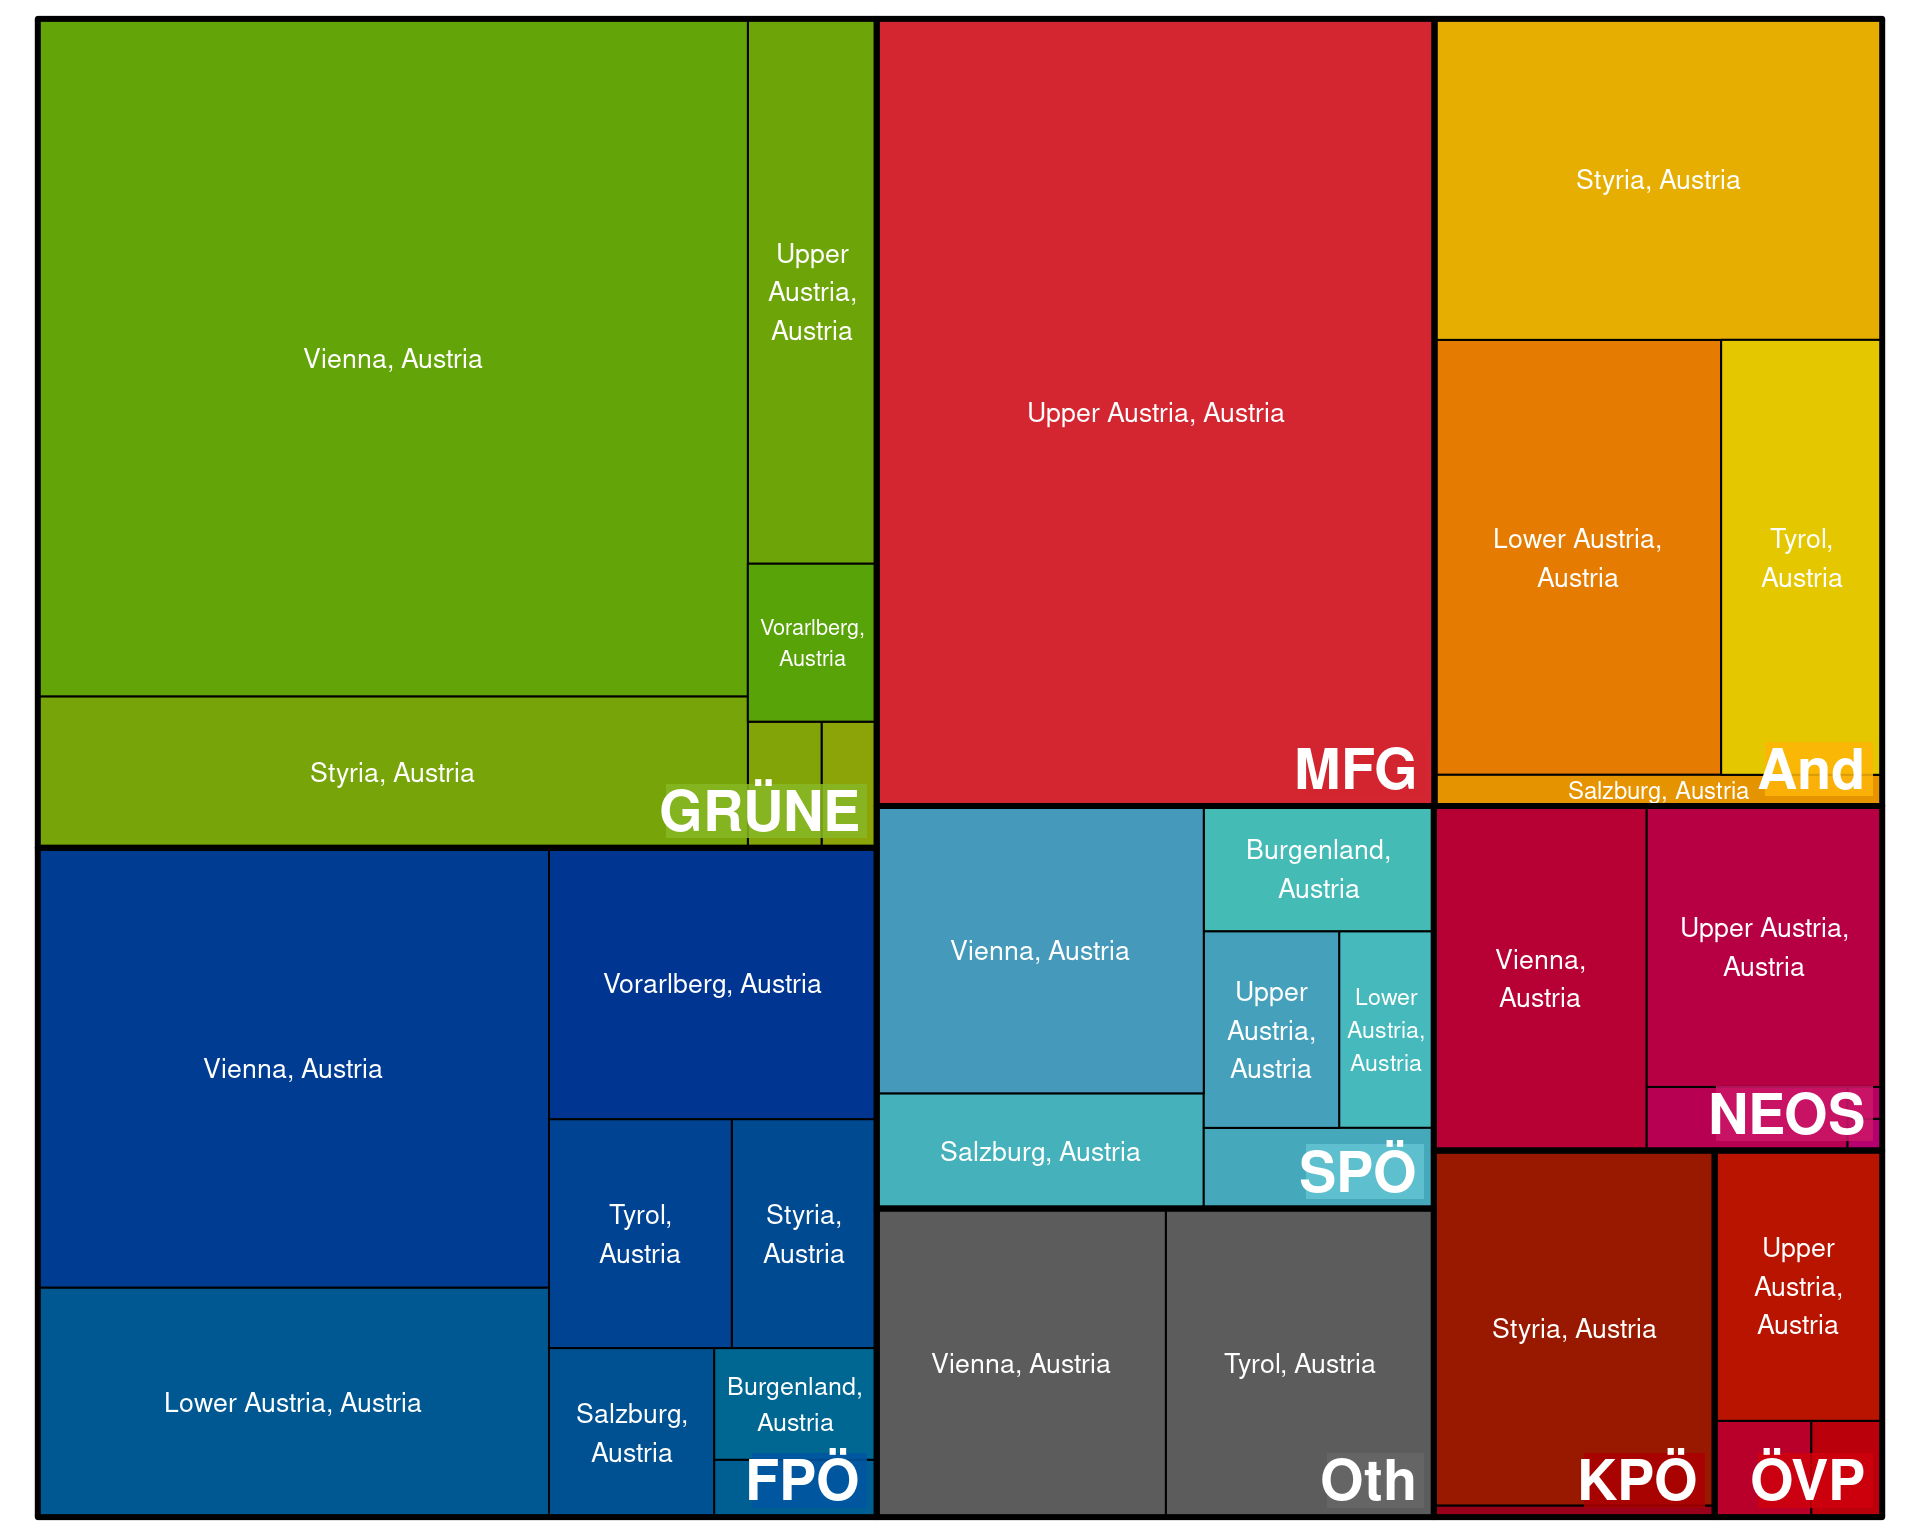 Vienna, Austria
Upper
Austria,
Austria
Vorarlberg,
Austria
Styria, Austria
GRÜNE
Upper Austria, Austria
MFG
Styria, Austria
Lower Austria,
Austria
Tyrol,
Austria
Salzburg, Austria
And
Vienna, Austria
Vorarlberg, Austria
Tyrol,
Austria
Styria,
Austria
Lower Austria, Austria
Salzburg,
Austria
Burgenland,
Austria
FPÖ
Vienna, Austria
Burgenland,
Austria
Upper
Austria,
Austria
Lower
Austria,
Austria
Salzburg, Austria
SPÖ
Vienna,
Austria
Upper Austria,
Austria
NEOS
Vienna, Austria
Tyrol, Austria
Oth
Styria, Austria
KPÖ
Upper
Austria,
Austria
ÖVP